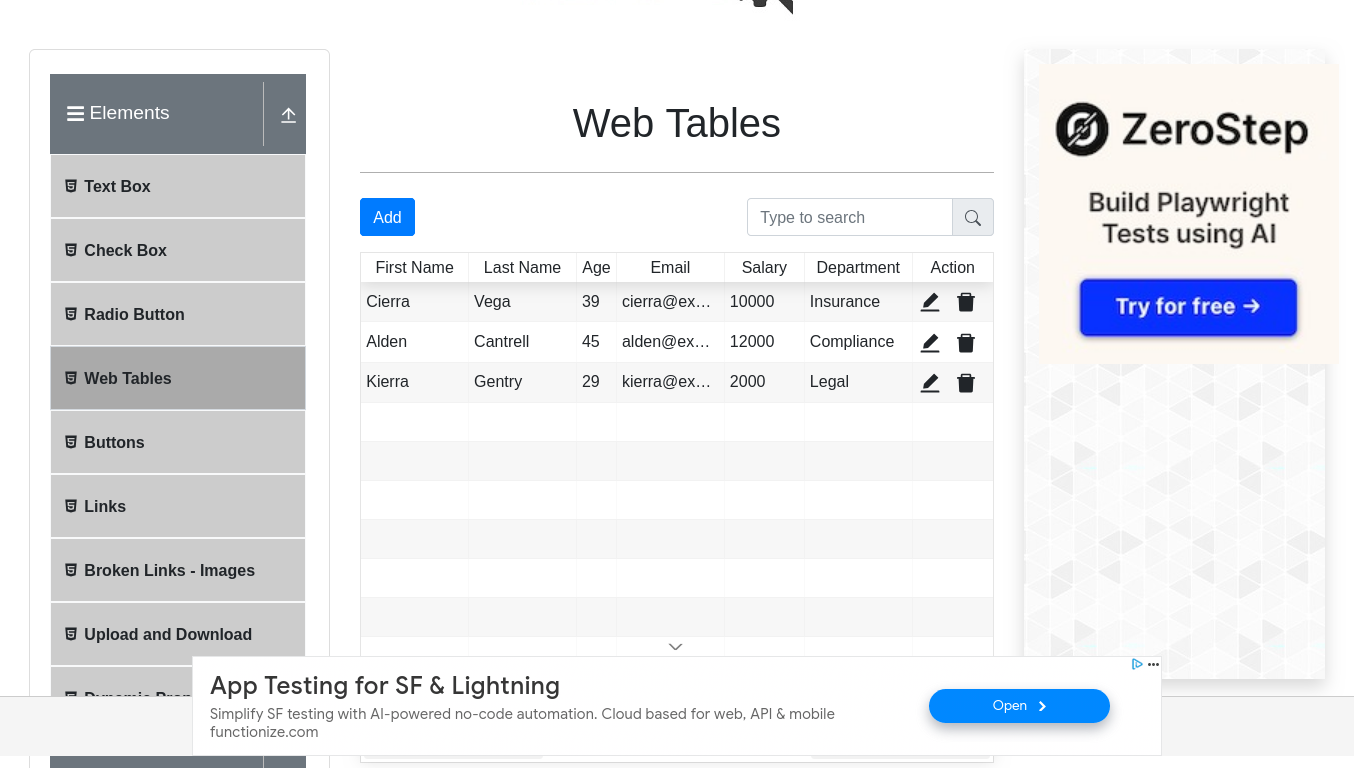 Elements
Text Box
Check Box
Radio Button
Web Tables
Buttons
Links
Broken Links - Images
Upload and Download
Web Tables
Add
Type to search
First Name Last Name Age Email Salary Department Action
Cierra Vega 39 cierra@ex… 10000 Insurance
Alden Cantrell 45 alden@ex… 12000 Compliance
Kierra Gentry 29 kierra@ex… 2000 Legal
ZeroStep
Build Playwright
Tests using AI
Try for free →
App Testing for SF & Lightning
Simplify SF testing with AI-powered no-code automation. Cloud based for web, API & mobile
functionize.com
Open